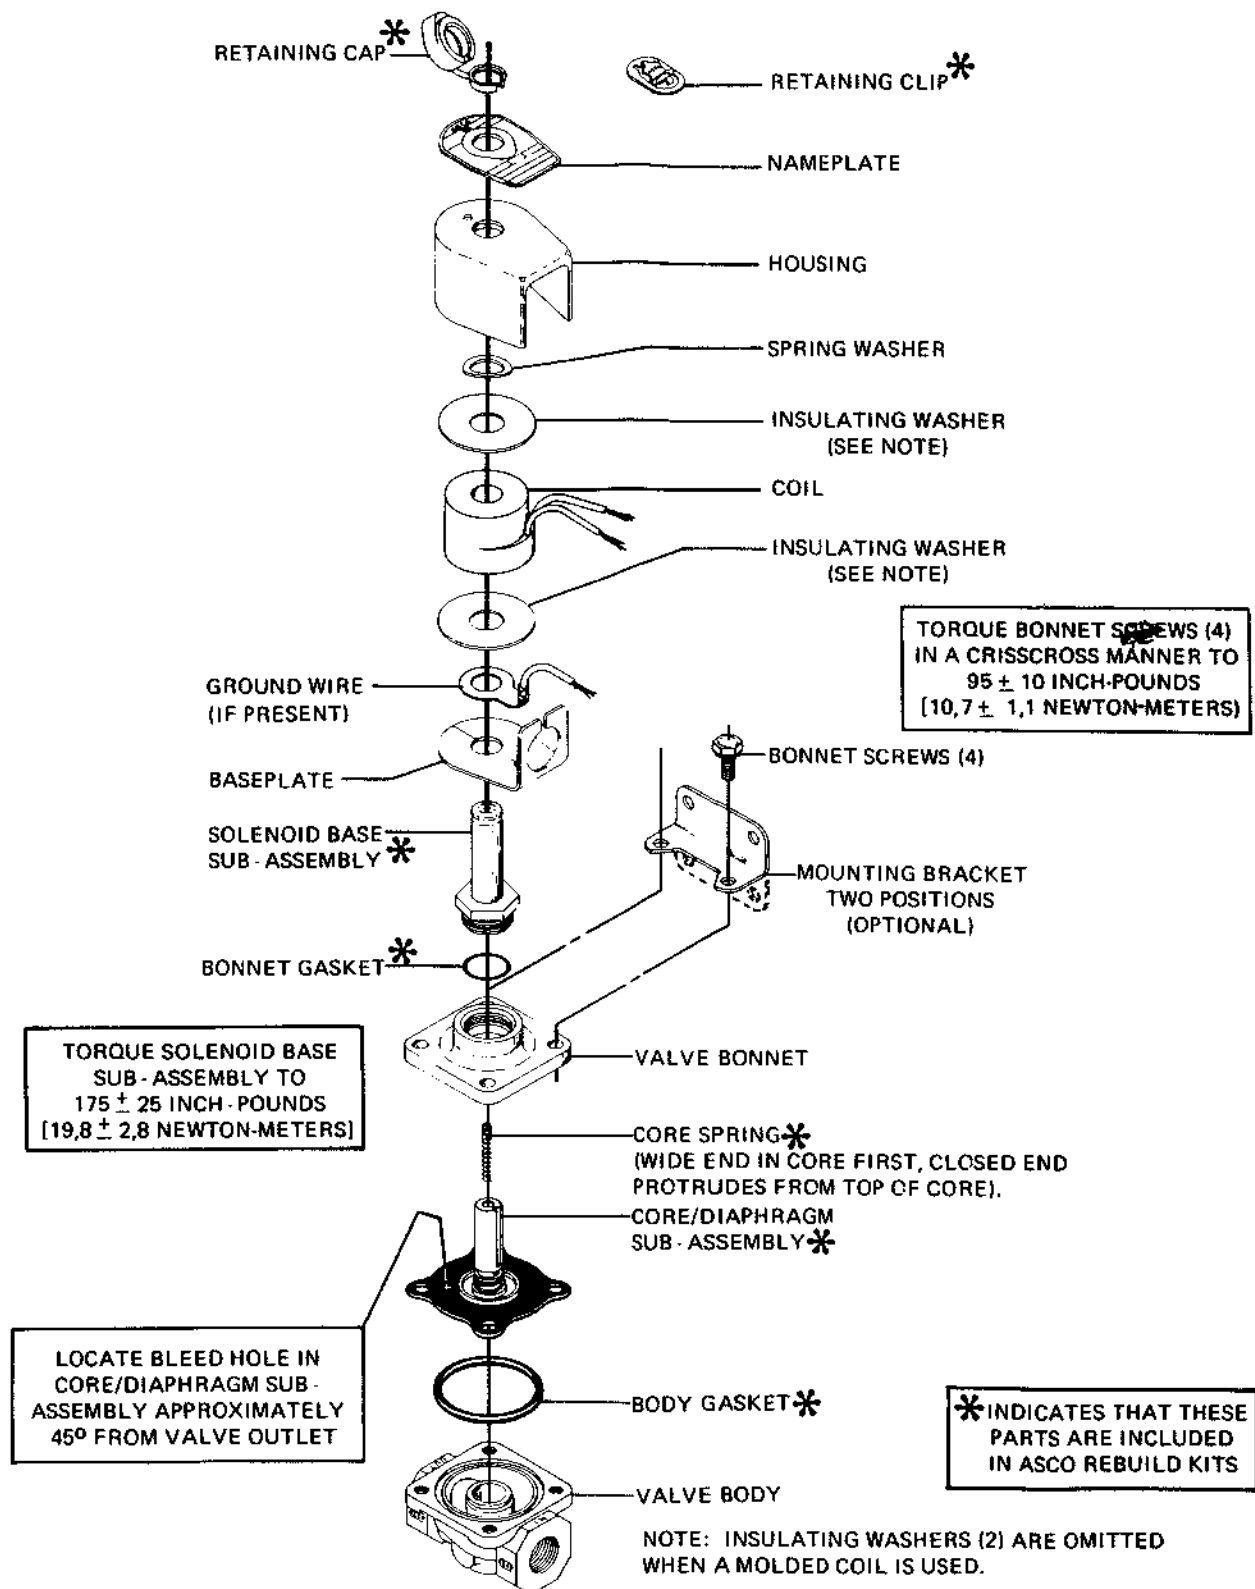 RETAINING CAP*
RETAINING CLIP*
NAMEPLATE
HOUSING
SPRING WASHER
INSULATING WASHER
(SEE NOTE)
COIL
INSULATING WASHER
(SEE NOTE)
TORQUE BONNET SCREWS (4)
IN A CRISSCROSS MANNER TO
95 ± 10 INCH-POUNDS
[10,7 ± 1,1 NEWTON-METERS)
GROUND WIRE
(IF PRESENT)
BONNET SCREWS (4)
BASEPLATE
SOLENOID BASE
SUB-ASSEMBLY*
MOUNTING BRACKET
TWO POSITIONS
(OPTIONAL)
BONNET GASKET*
TORQUE SOLENOID BASE
SUB-ASSEMBLY TO
175 ± 25 INCH-POUNDS
[19,8 ± 2,8 NEWTON-METERS]
VALVE BONNET
CORE SPRING*
(WIDE END IN CORE FIRST, CLOSED END
PROTRUDES FROM TOP OF CORE).
CORE/DIAPHRAGM
SUB-ASSEMBLY*
LOCATE BLEED HOLE IN
CORE/DIAPHRAGM SUB-
ASSEMBLY APPROXIMATELY
45º FROM VALVE OUTLET
BODY GASKET*
* INDICATES THAT THESE
PARTS ARE INCLUDED
IN ASCO REBUILD KITS
VALVE BODY
NOTE: INSULATING WASHERS (2) ARE OMITTED
WHEN A MOLDED COIL IS USED.